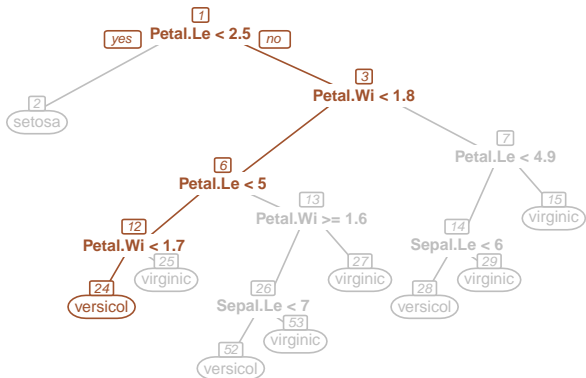 1
Petal.Le < 2.5
yes
no
2
setosa
3
Petal.Wi < 1.8
6
Petal.Le < 5
7
Petal.Le < 4.9
12
Petal.Wi < 1.7
13
Petal.Wi >= 1.6
14
Sepal.Le < 6
15
virginic
24
versicol
25
virginic
26
Sepal.Le < 7
27
virginic
28
versicol
29
virginic
52
versicol
53
virginic